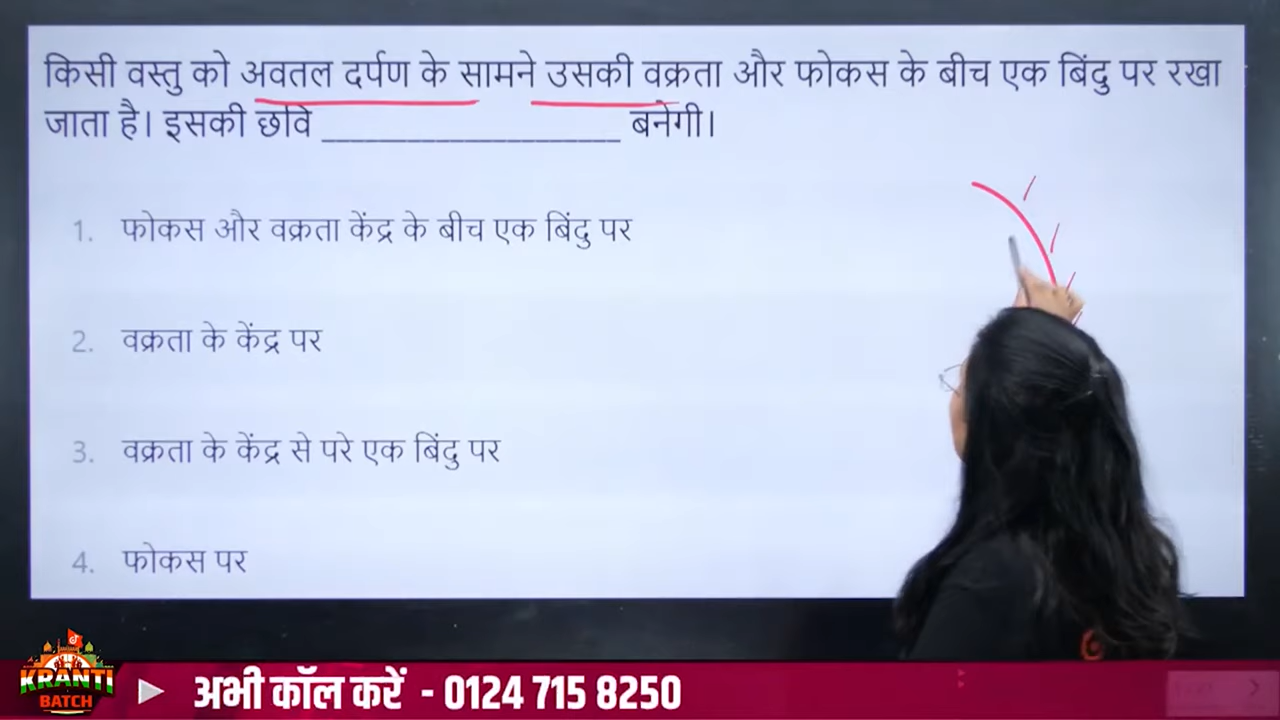 किसी वस्तु को अवतल दर्पण के सामने उसकी वक्रता और फोकस के बीच एक बिंदु पर रखा
जाता है। इसकी छवि ____________________ बनेगी।
1. फोकस और वक्रता केंद्र के बीच एक बिंदु पर
2. वक्रता के केंद्र पर
3. वक्रता के केंद्र से परे एक बिंदु पर
4. फोकस पर
KRANTI
BATCH
अभी कॉल करें - 0124 715 8250